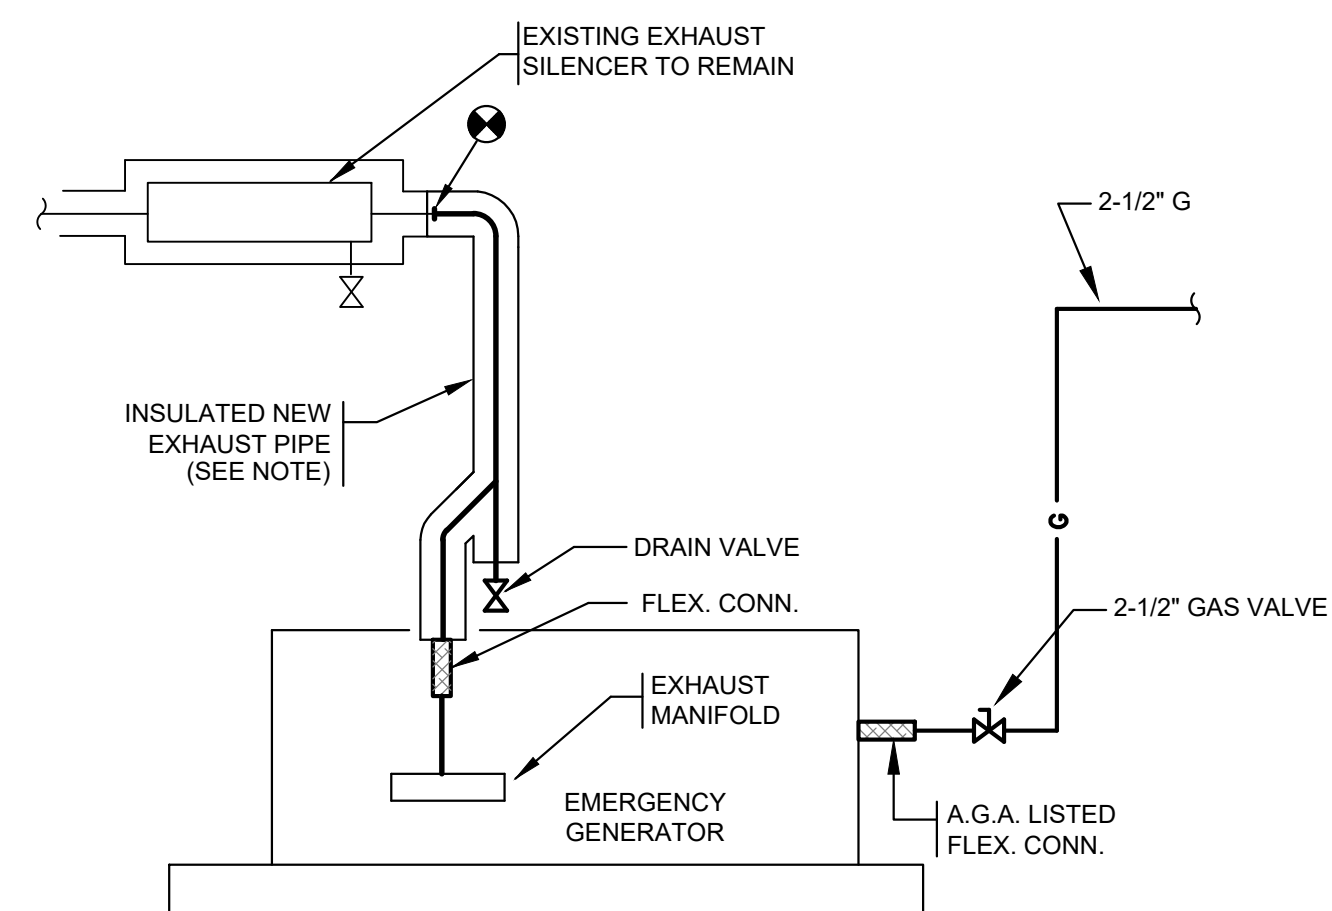 EXISTING EXHAUST
SILENCER TO REMAIN
2-1/2" G
INSULATED NEW
EXHAUST PIPE
(SEE NOTE)
G
DRAIN VALVE
FLEX. CONN.
2-1/2" GAS VALVE
EXHAUST
MANIFOLD
EMERGENCY
GENERATOR
A.G.A. LISTED
FLEX. CONN.